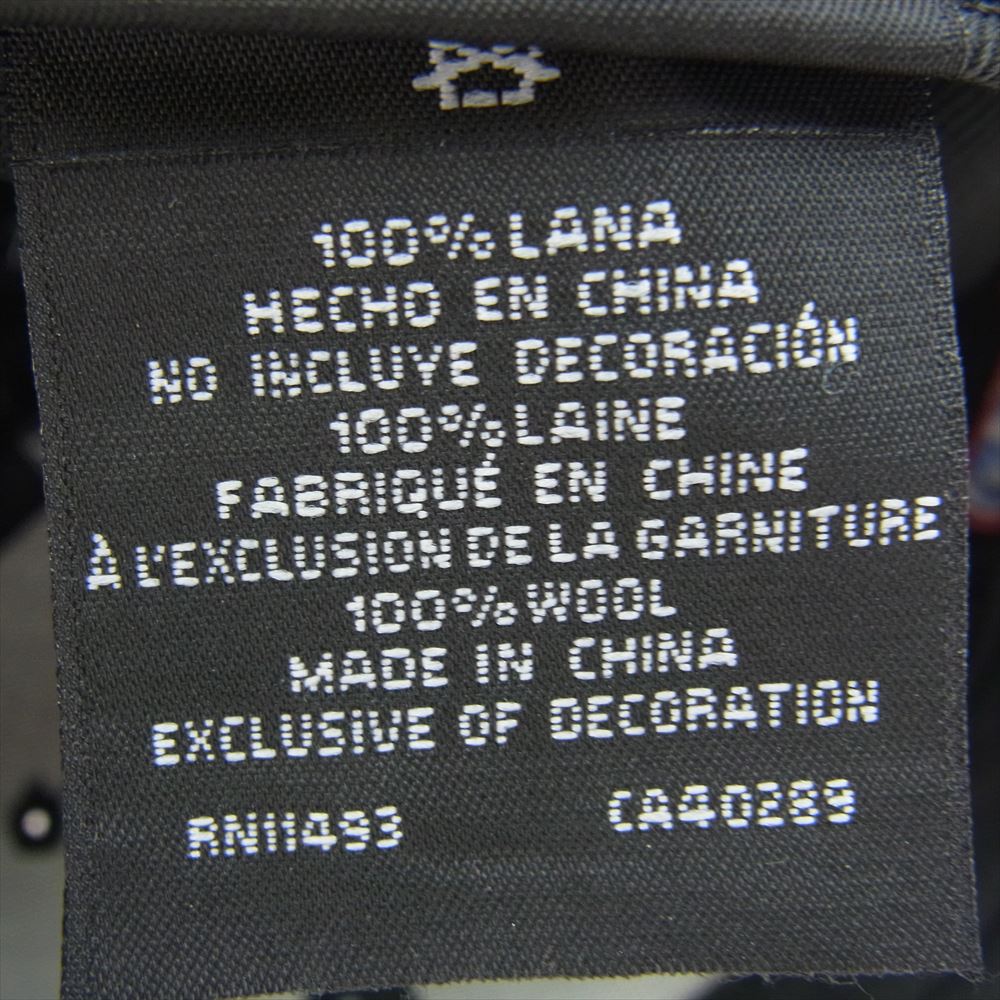 100% LANA
HECHO EN CHINA
NO INCLUYE DECORACIÓN
100% LAINE
FABRIQUÉ EN CHINE
À L'EXCLUSION DE LA GARNITURE
100% WOOL
MADE IN CHINA
EXCLUSIVE OF DECORATION
RN11493 CA40289